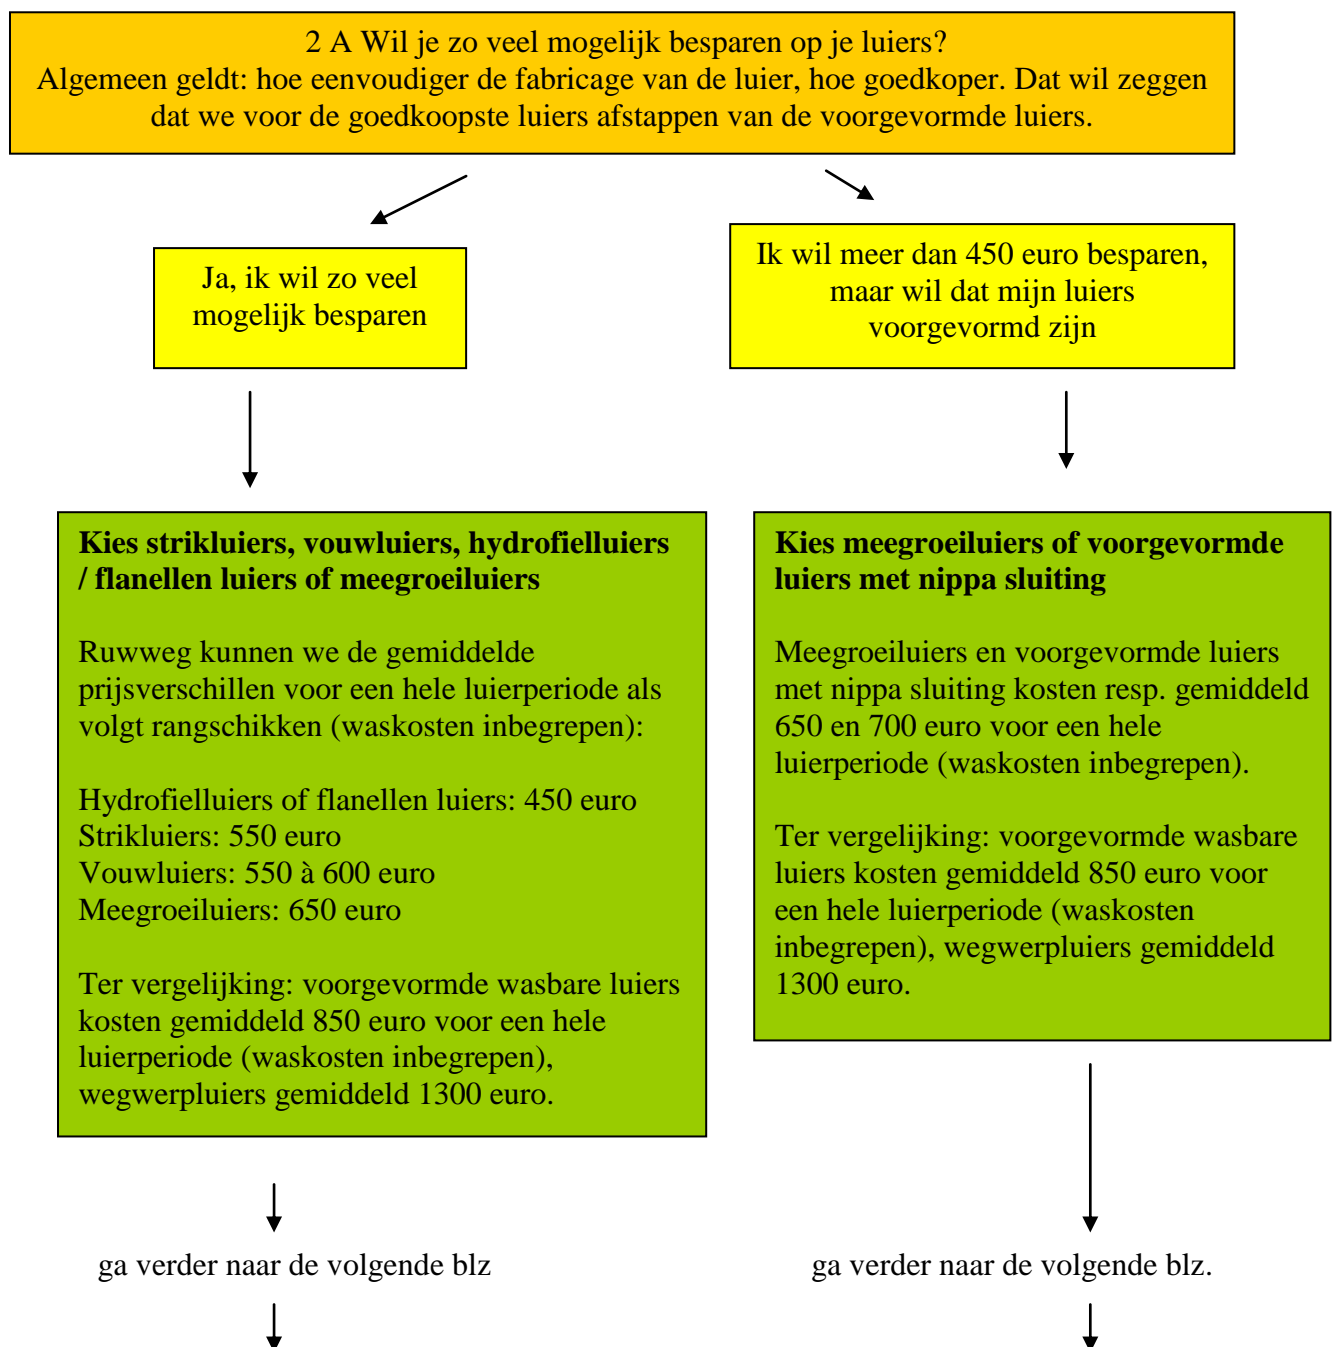 2 A Wil je zo veel mogelijk besparen op je luiers?
Algemeen geldt: hoe eenvoudiger de fabricage van de luier, hoe goedkoper. Dat wil zeggen
dat we voor de goedkoopste luiers afstappen van de voorgevormde luiers.
Ja, ik wil zo veel
mogelijk besparen
Ik wil meer dan 450 euro besparen,
maar wil dat mijn luiers
voorgevormd zijn
Kies strikluiers, vouwluiers, hydrofielluiers
/ flanellen luiers of meegroeiluiers
Ruwweg kunnen we de gemiddelde
prijsverschillen voor een hele luierperiode als
volgt rangschikken (waskosten inbegrepen):
Hydrofielluiers of flanellen luiers: 450 euro
Strikluiers: 550 euro
Vouwluiers: 550 à 600 euro
Meegroeiluiers: 650 euro
Ter vergelijking: voorgevormde wasbare luiers
kosten gemiddeld 850 euro voor een hele
luierperiode (waskosten inbegrepen),
wegwerpluiers gemiddeld 1300 euro.
Kies meegroeiluiers of voorgevormde
luiers met nippa sluiting
Meegroeiluiers en voorgevormde luiers
met nippa sluiting kosten resp. gemiddeld
650 en 700 euro voor een hele
luierperiode (waskosten inbegrepen).
Ter vergelijking: voorgevormde wasbare
luiers kosten gemiddeld 850 euro voor
een hele luierperiode (waskosten
inbegrepen), wegwerpluiers gemiddeld
1300 euro.
ga verder naar de volgende blz
ga verder naar de volgende blz.